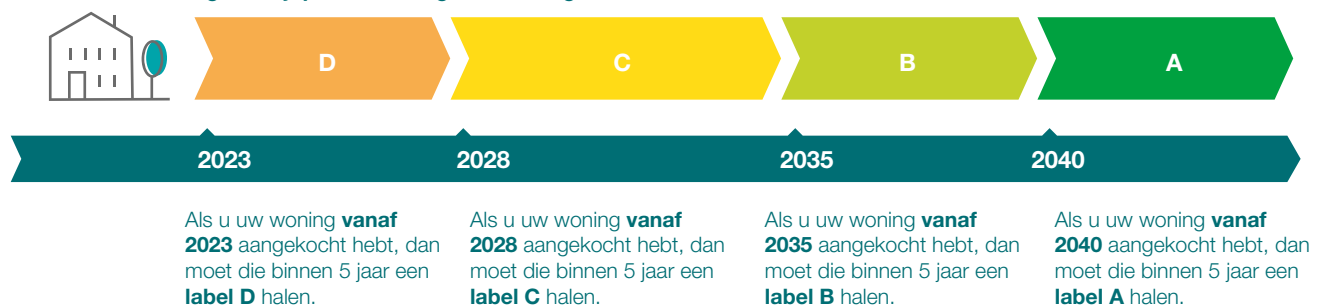 D
C
B
A
2023
2028
2035
2040
Als u uw woning vanaf
2023 aangekocht hebt, dan
moet die binnen 5 jaar een
label D halen.
Als u uw woning vanaf
2028 aangekocht hebt, dan
moet die binnen 5 jaar een
label C halen.
Als u uw woning vanaf
2035 aangekocht hebt, dan
moet die binnen 5 jaar een
label B halen.
Als u uw woning vanaf
2040 aangekocht hebt, dan
moet die binnen 5 jaar een
label A halen.